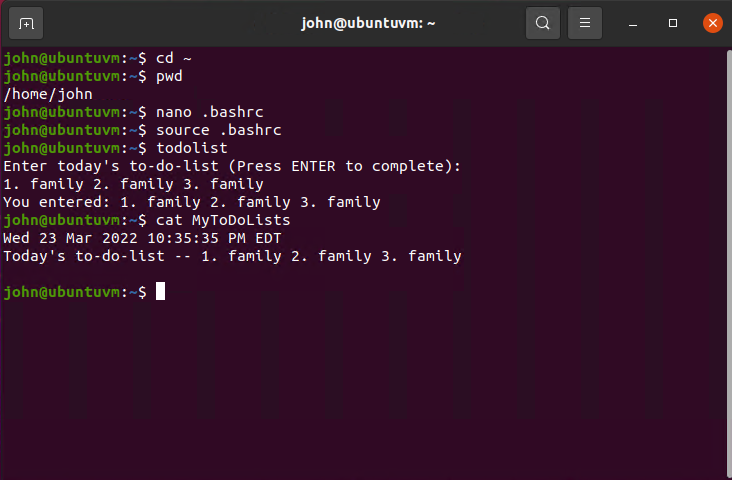 john@ubuntuvm: ~
john@ubuntuvm:~$ cd ~
john@ubuntuvm:~$ pwd
/home/john
john@ubuntuvm:~$ nano .bashrc
john@ubuntuvm:~$ source .bashrc
john@ubuntuvm:~$ todolist
Enter today's to-do-list (Press ENTER to complete):
1. family 2. family 3. family
You entered: 1. family 2. family 3. family
john@ubuntuvm:~$ cat MyToDoLists
Wed 23 Mar 2022 10:35:35 PM EDT
Today's to-do-list -- 1. family 2. family 3. family
john@ubuntuvm:~$